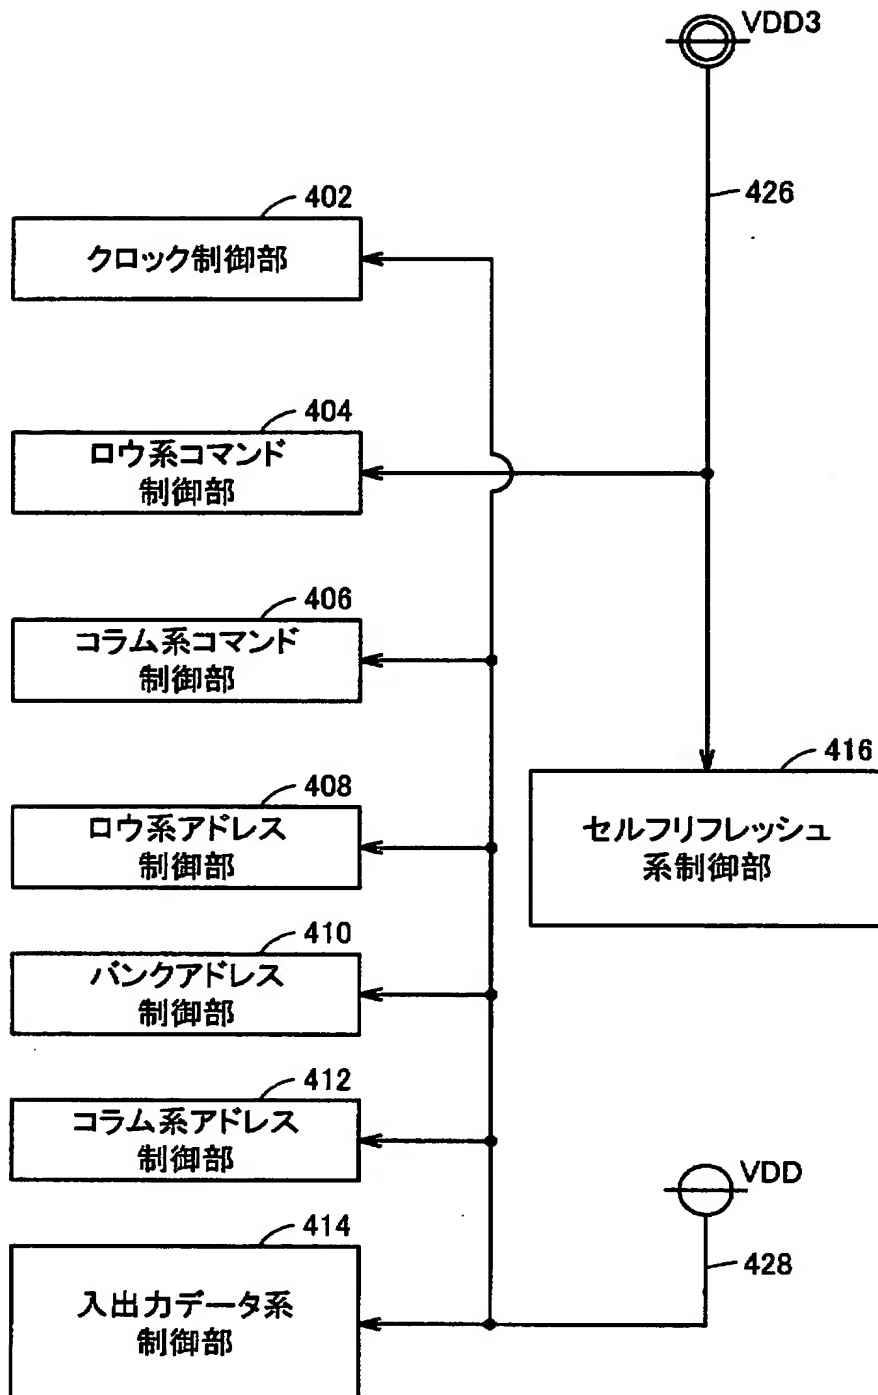 VDD3
426
402
クロック制御部
404
ロウ系コマンド
制御部
406
コラム系コマンド
制御部
416
セルフリフレッシュ
系制御部
408
ロウ系アドレス
制御部
410
バンクアドレス
制御部
412
コラム系アドレス
制御部
VDD
428
414
入出力データ系
制御部